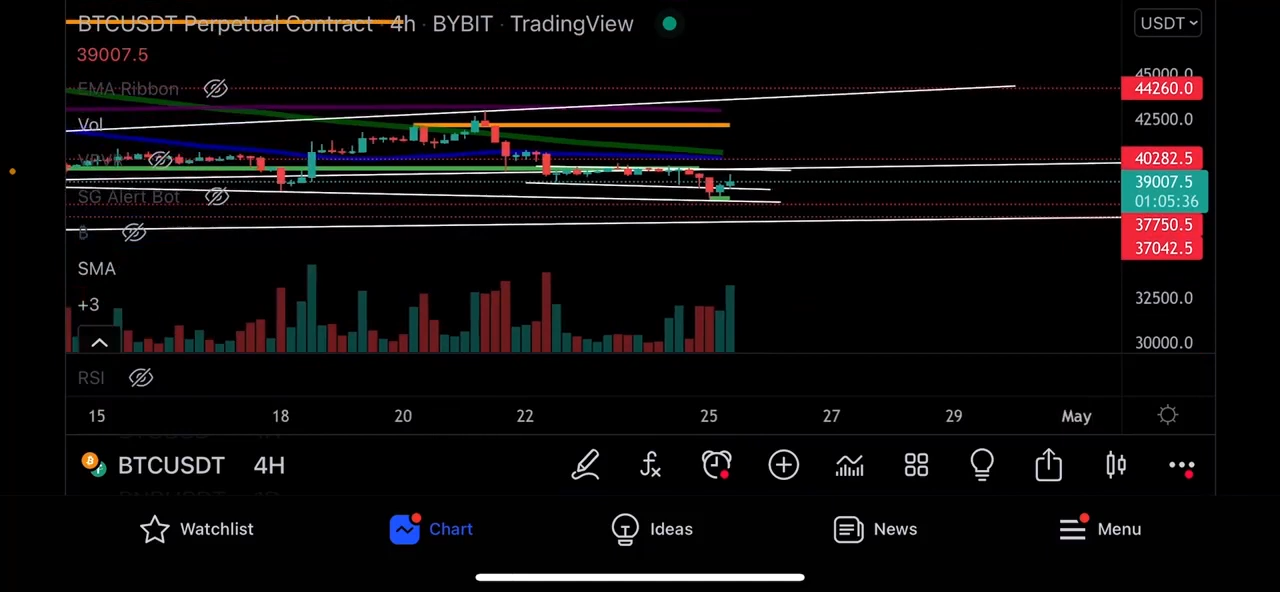 BTCUSDT Perpetual Contract · 4h · BYBIT · TradingView
USDT
39007.5
45000.0
EMA Ribbon
44260.0
Vol
42500.0
40282.5
39007.5
SG Alert Bot
01:05:36
37750.5
B
37042.5
SMA
+3
32500.0
30000.0
RSI
15 18 20 22 25 27 29 May
BTCUSDT 4H
Watchlist Chart Ideas News Menu